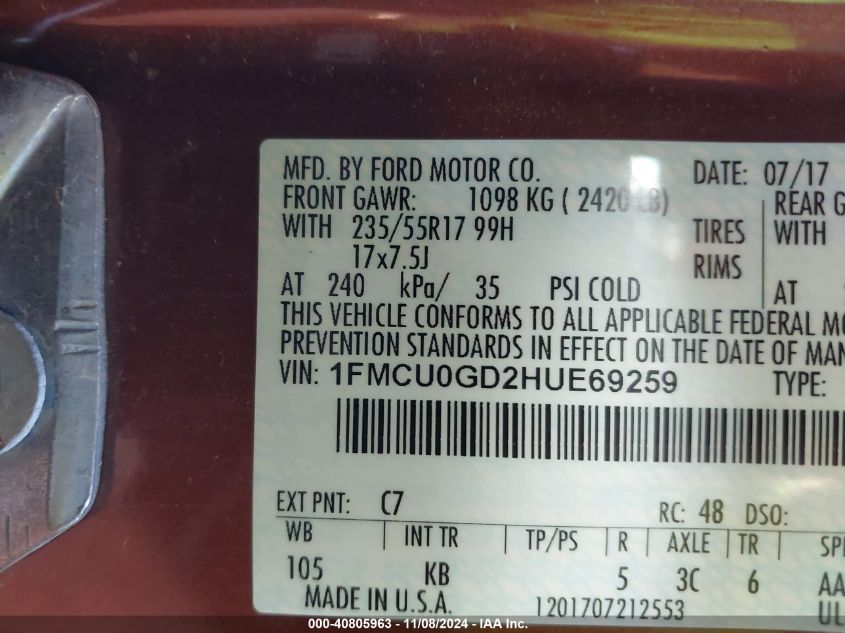 MFD. BY FORD MOTOR CO. DATE: 07/17
FRONT GAWR: 1098 KG ( 2420 LB) REAR G
WITH 235/55R17 99H TIRES WITH
17x7.5J RIMS
AT 240 kPa/ 35 PSI COLD AT
THIS VEHICLE CONFORMS TO ALL APPLICABLE FEDERAL MO
PREVENTION STANDARDS IN EFFECT ON THE DATE OF MAN
VIN: 1FMCU0GD2HUE69259 TYPE:
EXT PNT: C7 RC: 48 DSO:
WB INT TR TP/PS R AXLE TR SP
105 KB 5 3C 6 AA
MADE IN U.S.A. 1201707212553 UL
000-40805963 - 11/08/2024 - IAA Inc.